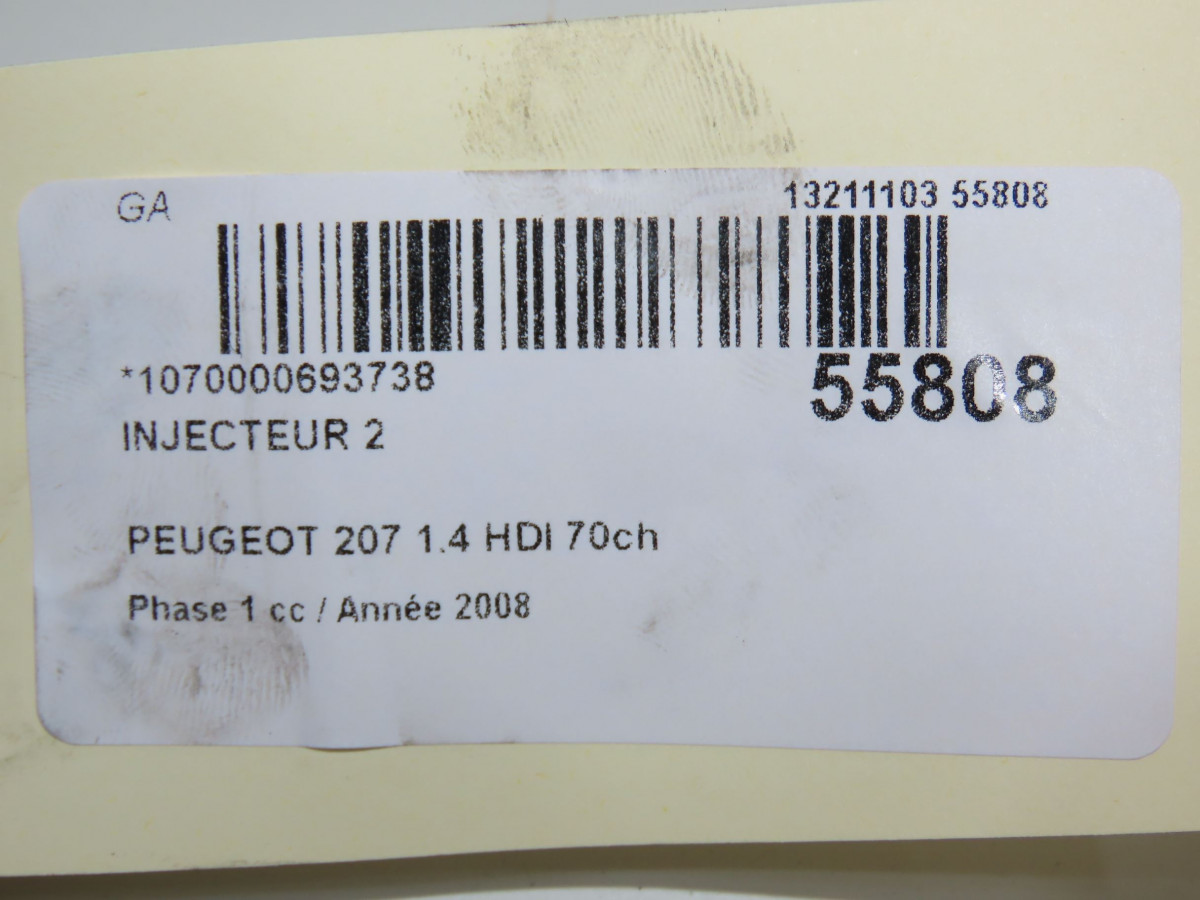 GA
13211103 55808
*1070000693738
55808
INJECTEUR 2
PEUGEOT 207 1.4 HDI 70ch
Phase 1 cc / Année 2008